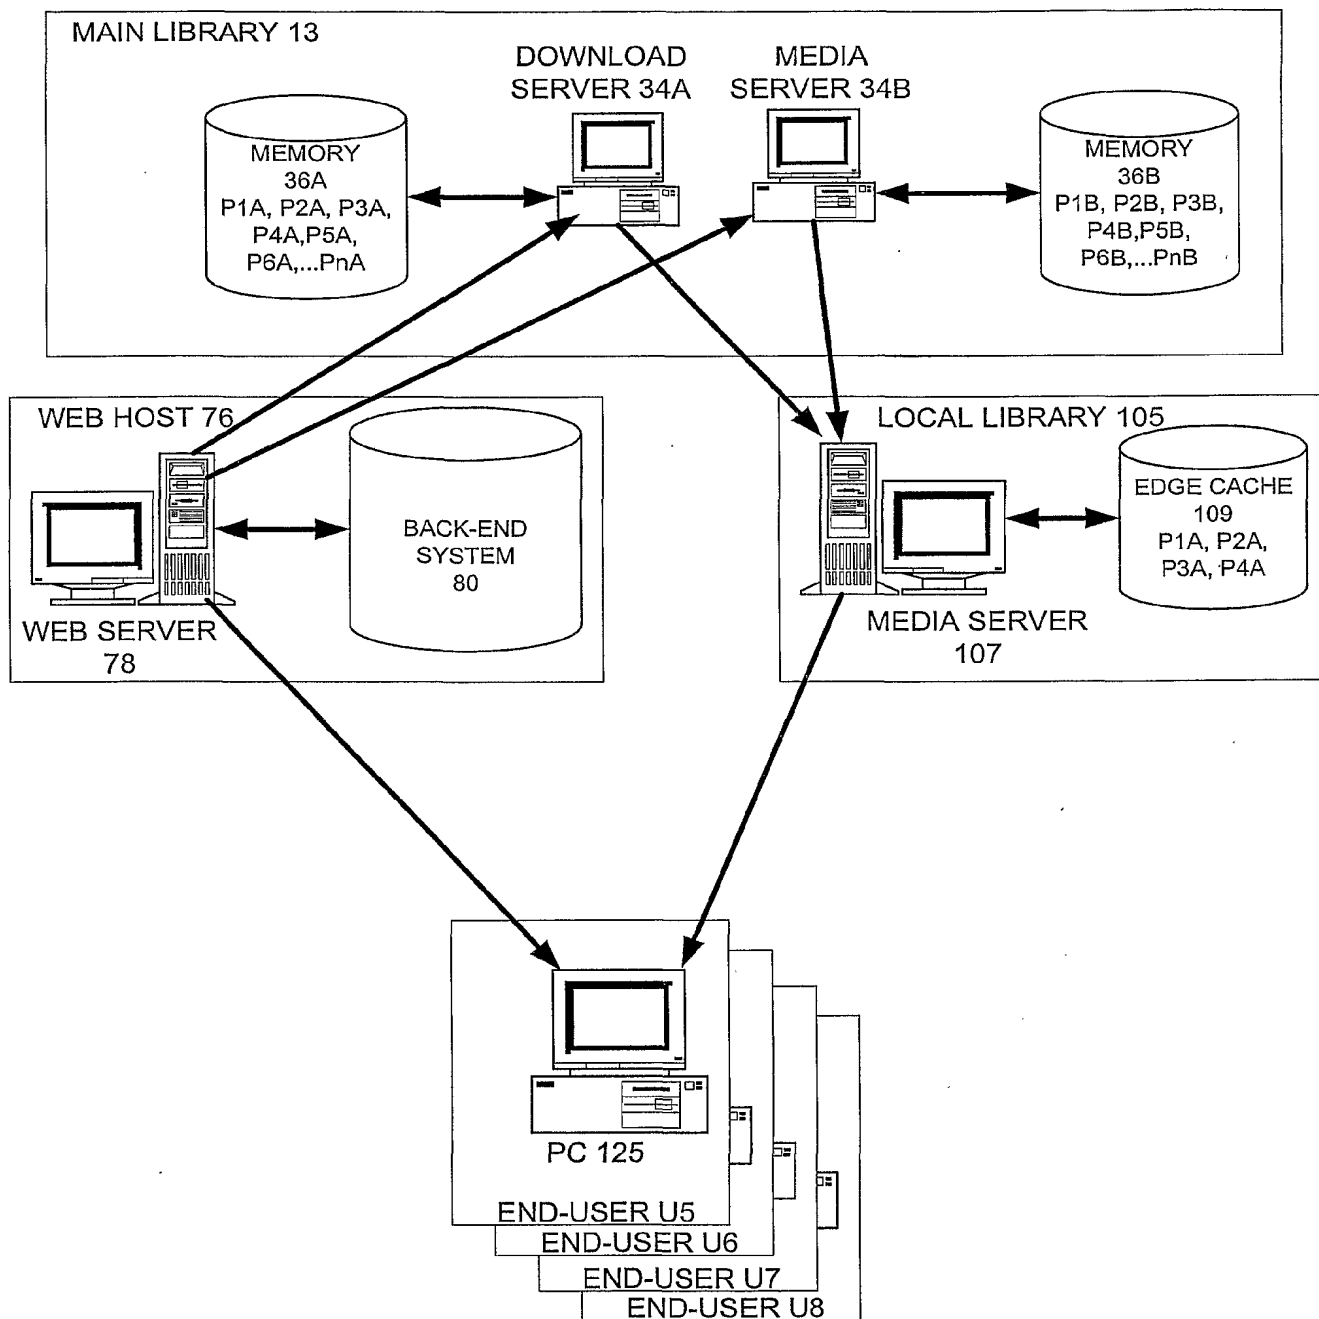 MAIN LIBRARY 13
DOWNLOAD
SERVER 34A
MEDIA
SERVER 34B
MEMORY
36A
P1A, P2A, P3A,
P4A,P5A,
P6A,...PnA
MEMORY
36B
P1B, P2B, P3B,
P4B,P5B,
P6B,...PnB
WEB HOST 76
BACK-END
SYSTEM
80
WEB SERVER
78
LOCAL LIBRARY 105
EDGE CACHE
109
P1A, P2A,
P3A, P4A
MEDIA SERVER
107
PC 125
END-USER U5
END-USER U6
END-USER U7
END-USER U8